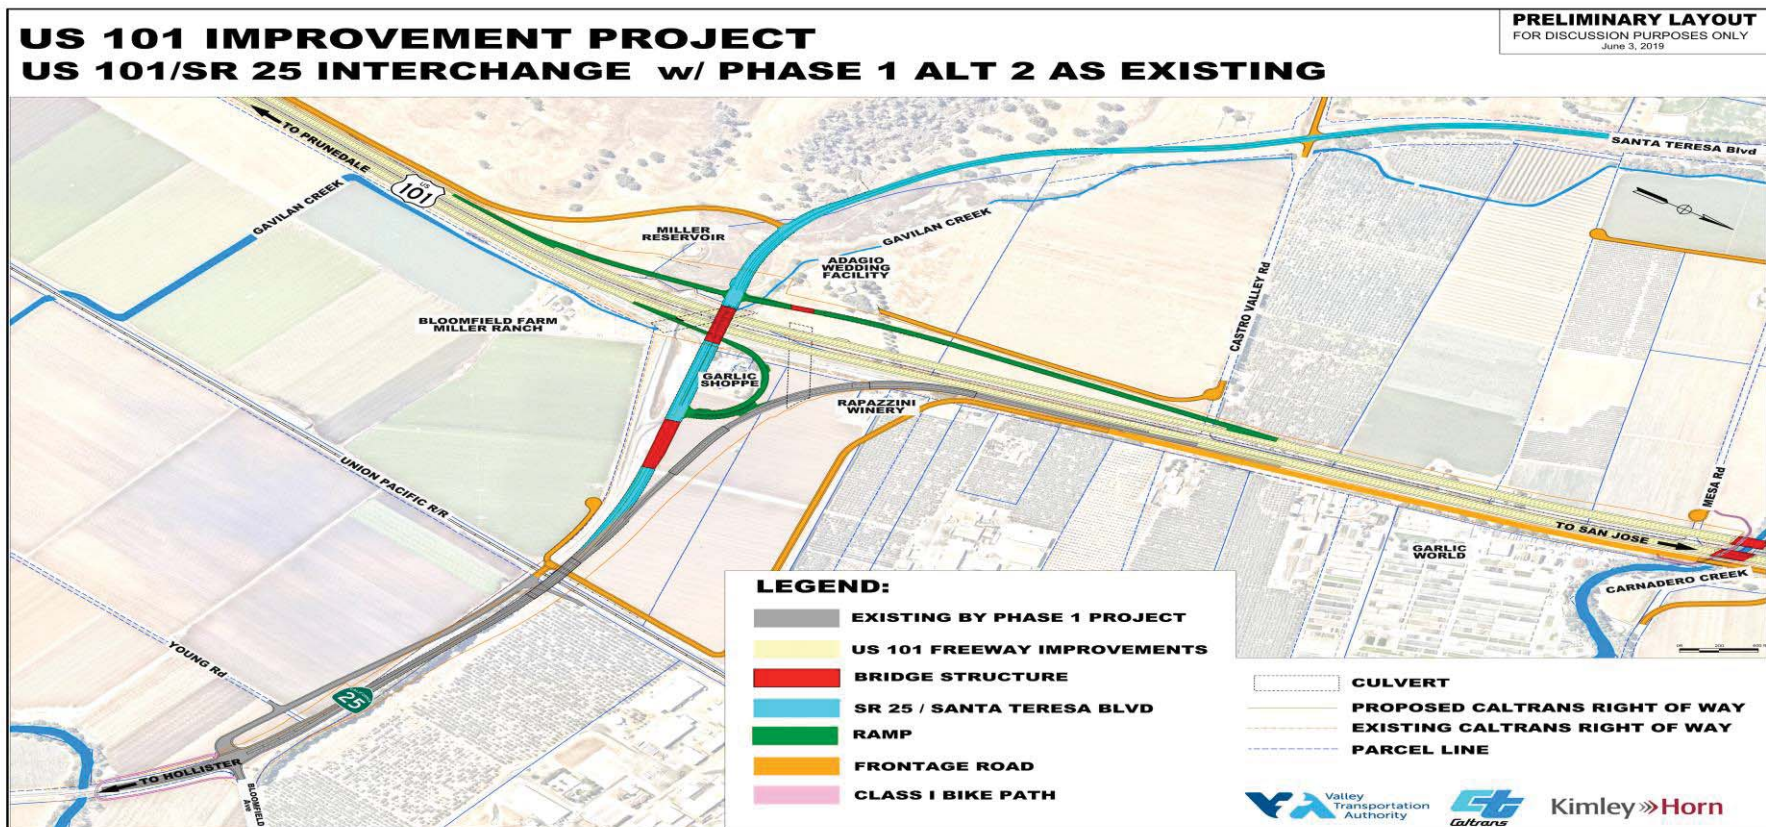 US 101 IMPROVEMENT PROJECT
US 101/SR 25 INTERCHANGE w/ PHASE 1 ALT 2 AS EXISTING
PRELIMINARY LAYOUT
FOR DISCUSSION PURPOSES ONLY
June 3, 2019
TO PRUNEDALE
US
101
GAVILAN CREEK
MILLER
RESERVOIR
GAVILAN CREEK
ADAGIO
WEDDING
FACILITY
SANTA TERESA Blvd
CASTRO VALLEY Rd
BLOOMFIELD FARM
MILLER RANCH
GARLIC
SHOPPE
RAPAZZINI
WINERY
UNION PACIFIC R/R
MESA Rd
TO SAN JOSE
GARLIC
WORLD
CARNADERO CREEK
YOUNG Rd
25
TO HOLLISTER
BLOOMFIELD
Ave
LEGEND:
EXISTING BY PHASE 1 PROJECT
US 101 FREEWAY IMPROVEMENTS
BRIDGE STRUCTURE
SR 25 / SANTA TERESA BLVD
RAMP
FRONTAGE ROAD
CLASS I BIKE PATH
CULVERT
PROPOSED CALTRANS RIGHT OF WAY
EXISTING CALTRANS RIGHT OF WAY
PARCEL LINE
Valley
Transportation
Authority
Caltrans
Kimley»Horn